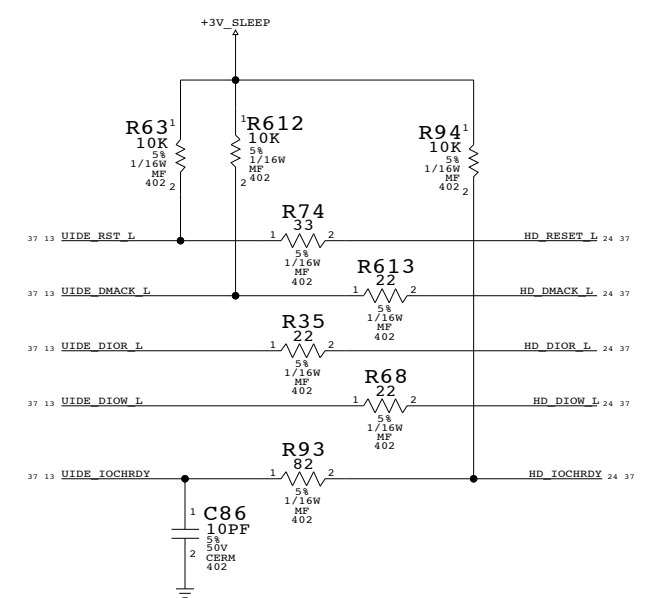 +3V_SLEEP
R63
1
10K
5%
1/16W
MF
402
2
1
R612
10K
5%
1/16W
MF
2
402
R94
1
10K
5%
1/16W
MF
402
2
37 13 UIDE_RST_L
1
R74
33
2
5%
1/16W
MF
402
HD_RESET_L 24 37
37 13 UIDE_DMACK_L
1
R613
22
2
5%
1/16W
MF
402
HD_DMACK_L 24 37
37 13 UIDE_DIOR_L
1
R35
22
2
5%
1/16W
MF
402
HD_DIOR_L 24 37
37 13 UIDE_DIOW_L
1
R68
22
2
5%
1/16W
MF
402
HD_DIOW_L 24 37
37 13 UIDE_IOCHRDY
1
R93
82
2
5%
1/16W
MF
402
HD_IOCHRDY 24 37
1
C86
10PF
5%
50V
2
CERM
402